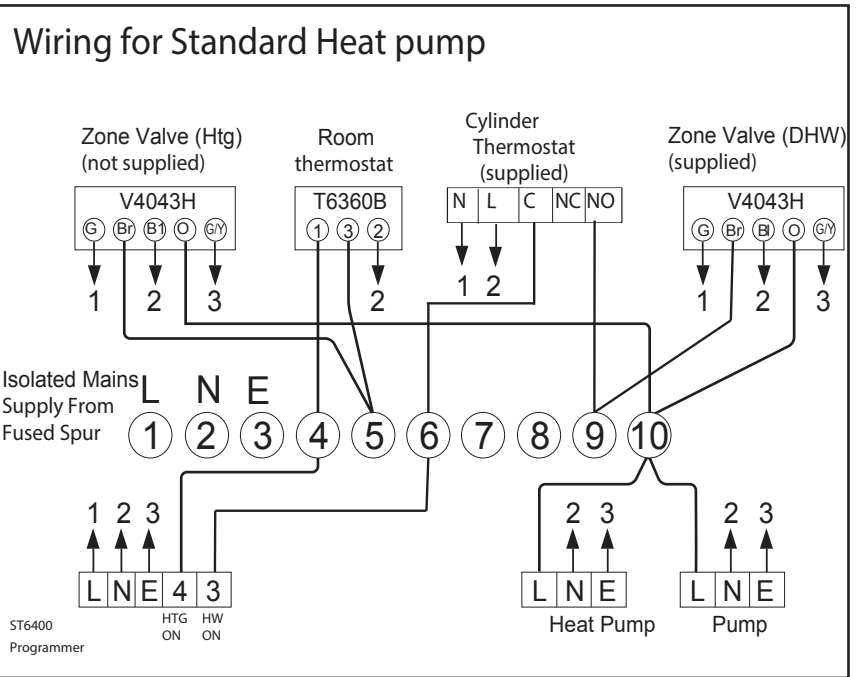 Wiring for Standard Heat pump
Zone Valve (Htg)
(not supplied)
Room
thermostat
Cylinder
Thermostat
(supplied)
Zone Valve (DHW)
(supplied)
V4043H
T6360B
N L C NC NO
V4043H
G Br B1 O G/Y
1 3 2
G Br Bl O G/Y
1 2 3
2
1 2
1 2 3
Isolated Mains
Supply From
Fused Spur
L N E
1 2 3 4 5 6 7 8 9 10
1 2 3
2 3
2 3
L N E 4 3
L N E
L N E
HTG
ON
HW
ON
ST6400
Programmer
Heat Pump
Pump